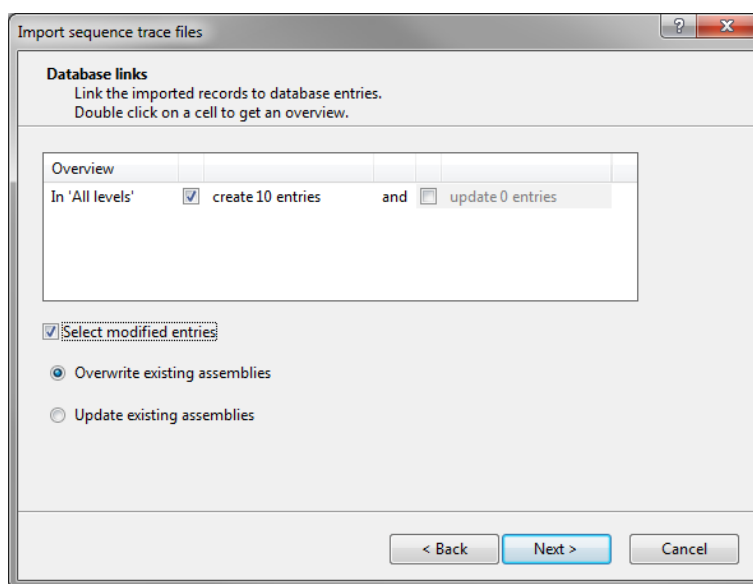 Import sequence trace files
Database links
Link the imported records to database entries.
Double click on a cell to get an overview.
Overview
In 'All levels' create 10 entries and update 0 entries
Select modified entries
Overwrite existing assemblies
Update existing assemblies
< Back Next > Cancel